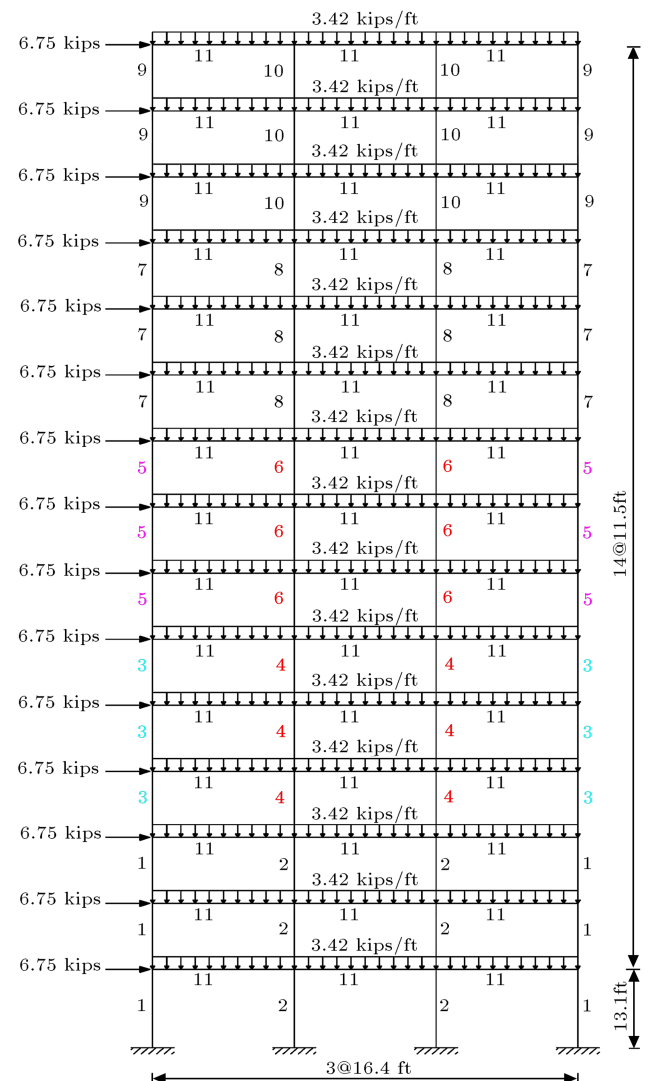 3.42 kips/ft
6.75 kips
11 11 11
9 10 10 9
3.42 kips/ft
6.75 kips
11 11 11
9 10 10 9
3.42 kips/ft
6.75 kips
11 11 11
9 10 10 9
3.42 kips/ft
6.75 kips
11 11 11
7 8 8 7
3.42 kips/ft
6.75 kips
11 11 11
7 8 8 7
3.42 kips/ft
6.75 kips
11 11 11
7 8 8 7
3.42 kips/ft
6.75 kips
11 11 11
5 6 6 5
3.42 kips/ft
6.75 kips
11 11 11
5 6 6 5
3.42 kips/ft
6.75 kips
11 11 11
5 6 6 5
3.42 kips/ft
6.75 kips
11 11 11
3 4 4 3
3.42 kips/ft
6.75 kips
11 11 11
3 4 4 3
3.42 kips/ft
6.75 kips
11 11 11
3 4 4 3
3.42 kips/ft
6.75 kips
11 11 11
1 2 2 1
3.42 kips/ft
6.75 kips
11 11 11
1 2 2 1
3.42 kips/ft
6.75 kips
11 11 11
1 2 2 1
14@11.5ft
13.1ft
3@16.4 ft